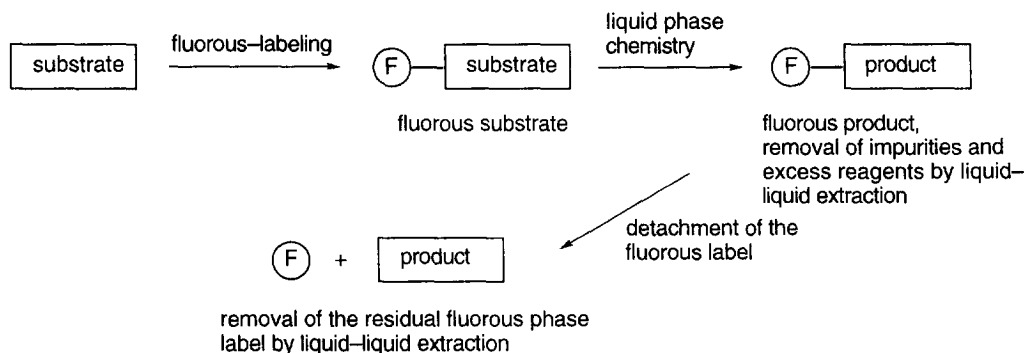 substrate
fluorous–labeling
F
substrate
fluorous substrate
liquid phase
chemistry
F
product
fluorous product,
removal of impurities and
excess reagents by liquid–
liquid extraction
detachment of the
fluorous label
F + product
removal of the residual fluorous phase
label by liquid–liquid extraction